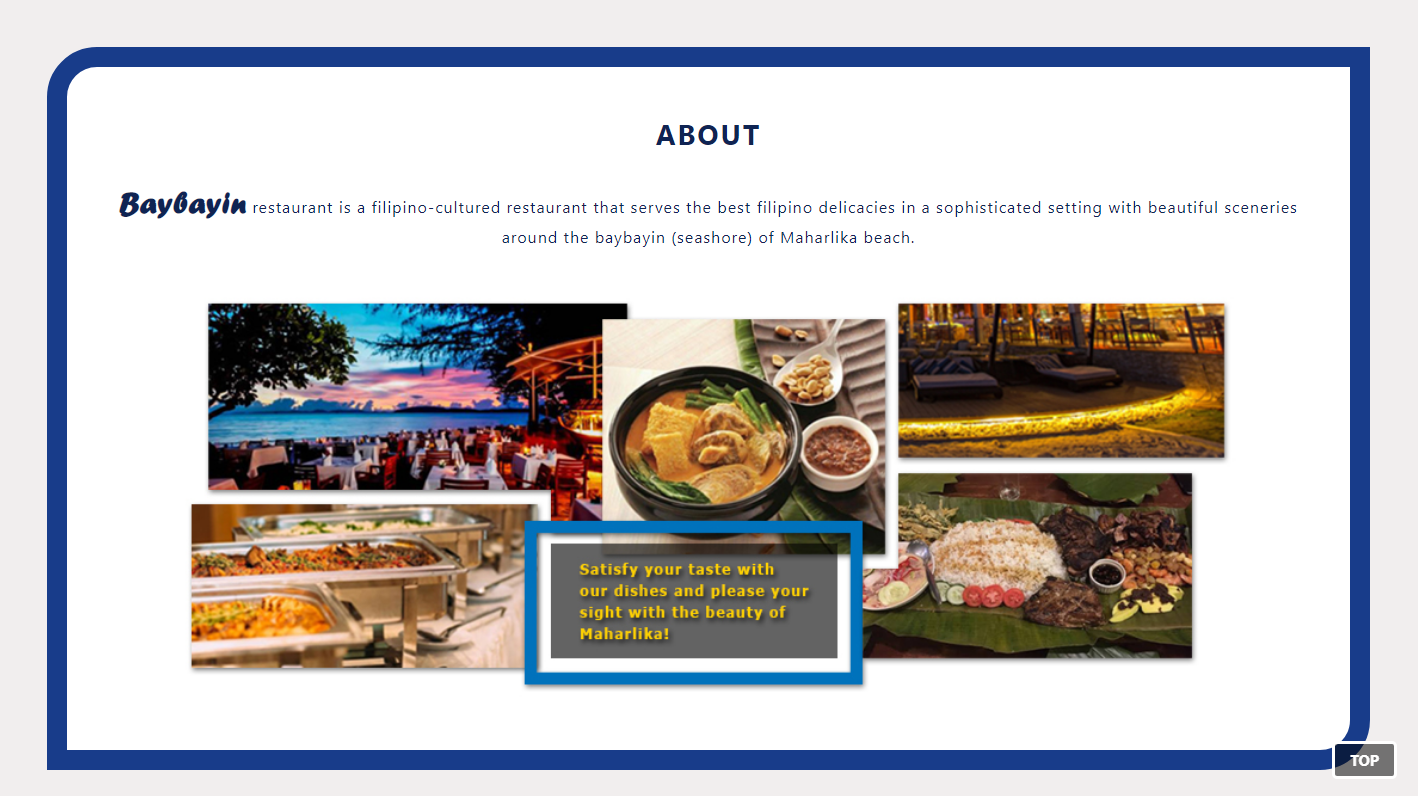 ABOUT
Baybayin restaurant is a filipino-cultured restaurant that serves the best filipino delicacies in a sophisticated setting with beautiful sceneries
around the baybayin (seashore) of Maharlika beach.
Satisfy your taste with
our dishes and please your
sight with the beauty of
Maharlika!
TOP